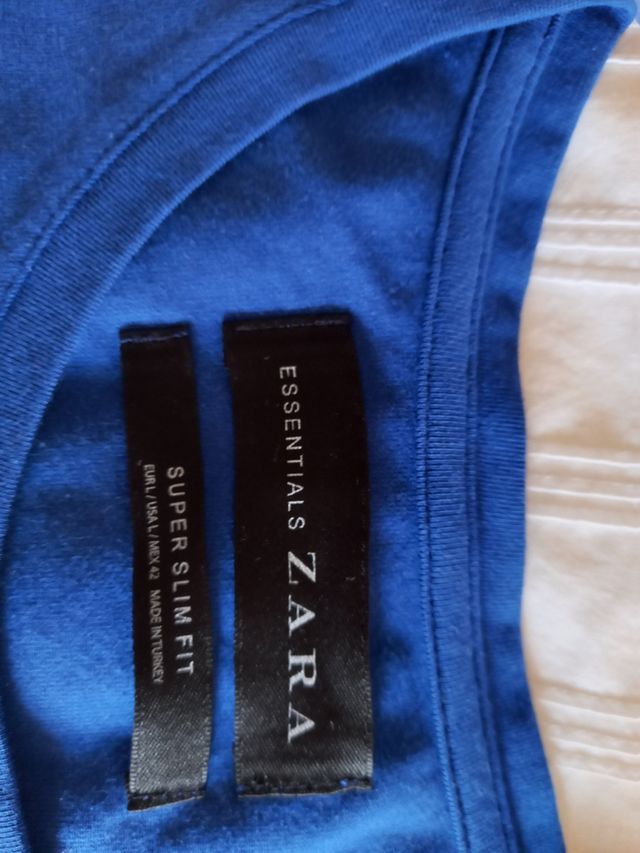 ESSENTIALS ZARA
SUPER SLIM FIT
EUR L / USA L / MEX 42 MADE IN TURKEY